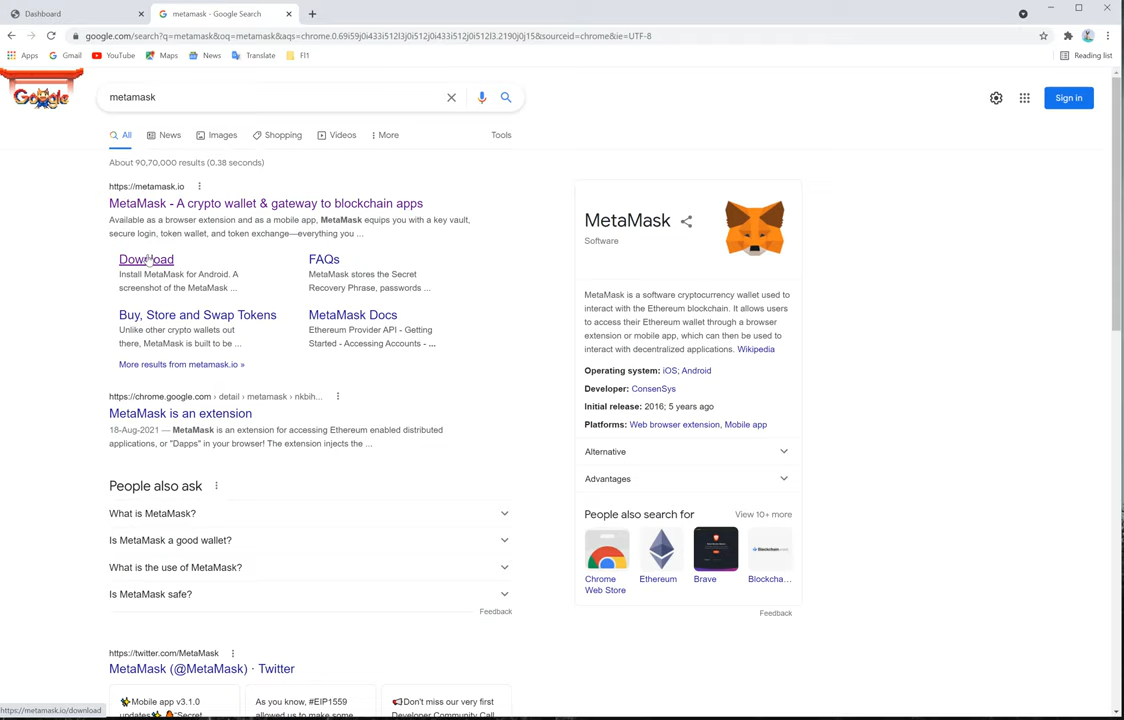 Dashboard
metamask - Google Search
google.com/search?q=metamask&oq=metamask&aqs=chrome.0.69i59j0i433i512l3j0i512j0i433i512j0i512l3.2190j0j15&sourceid=chrome&ie=UTF-8
Apps Gmail YouTube Maps News Translate FI1 Reading list
Google
metamask
Sign in
All News Images Shopping Videos More Tools
About 90,70,000 results (0.38 seconds)
https://metamask.io
MetaMask - A crypto wallet & gateway to blockchain apps
Available as a browser extension and as a mobile app, MetaMask equips you with a key vault,
secure login, token wallet, and token exchange—everything you ...
Download
Install MetaMask for Android. A
screenshot of the MetaMask ...
FAQs
MetaMask stores the Secret
Recovery Phrase, passwords ...
Buy, Store and Swap Tokens
Unlike other crypto wallets out
there, MetaMask is built to be ...
MetaMask Docs
Ethereum Provider API - Getting
Started - Accessing Accounts - ...
More results from metamask.io »
https://chrome.google.com › detail › metamask › nkbih...
MetaMask is an extension
18-Aug-2021 — MetaMask is an extension for accessing Ethereum enabled distributed
applications, or "Dapps" in your browser! The extension injects the ...
People also ask
What is MetaMask?
Is MetaMask a good wallet?
What is the use of MetaMask?
Is MetaMask safe?
Feedback
https://twitter.com/MetaMask
MetaMask (@MetaMask) · Twitter
Mobile app v3.1.0
updates Secret
As you know, #EIP1559
allowed us to make some
Don't miss our very first
Developer Community Call
MetaMask
Software
MetaMask is a software cryptocurrency wallet used to
interact with the Ethereum blockchain. It allows users
to access their Ethereum wallet through a browser
extension or mobile app, which can then be used to
interact with decentralized applications. Wikipedia
Operating system: iOS; Android
Developer: ConsenSys
Initial release: 2016; 5 years ago
Platforms: Web browser extension, Mobile app
Alternative
Advantages
People also search for
View 10+ more
Chrome
Web Store
Ethereum
Brave
Blockcha...
Feedback
https://metamask.io/download